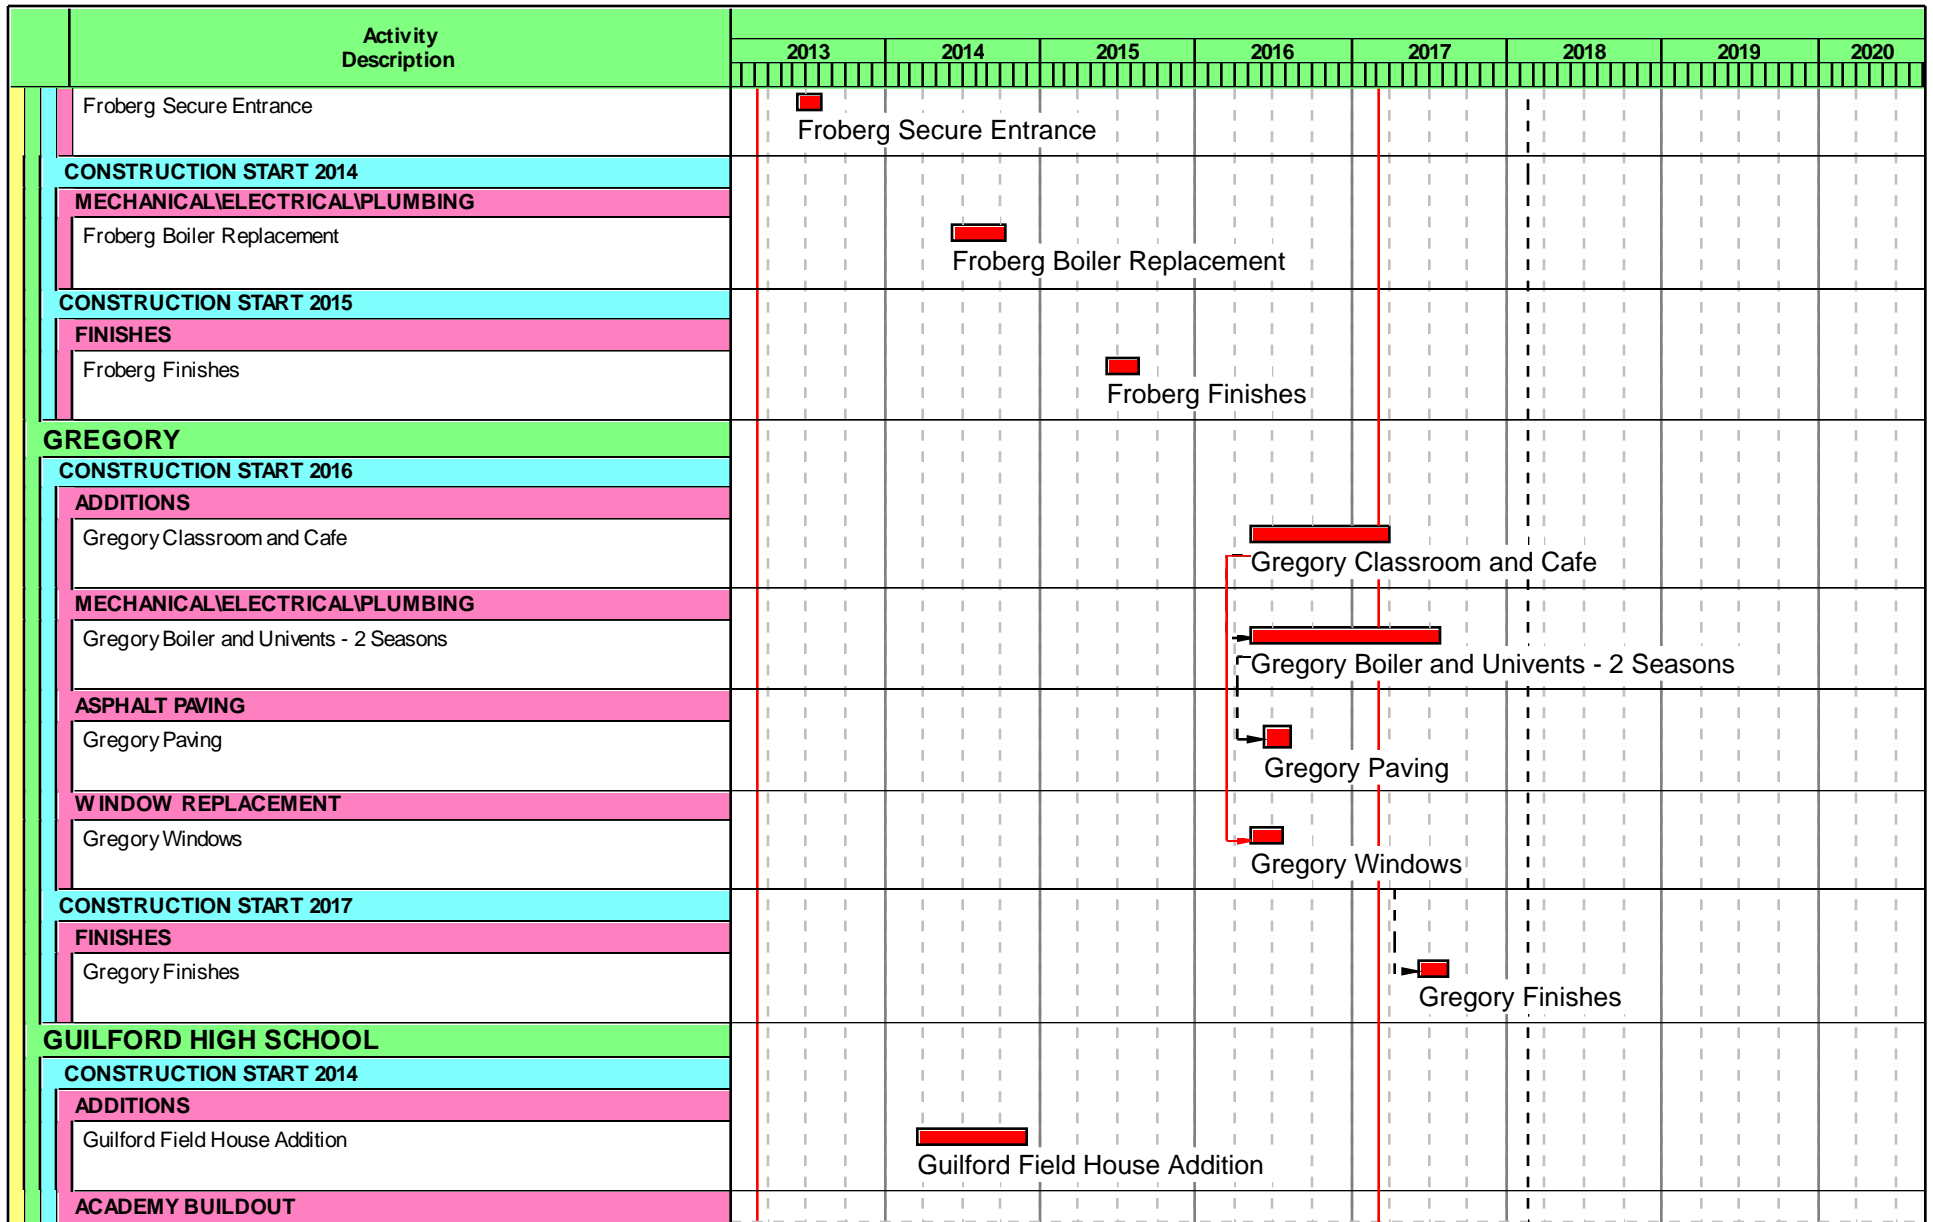 Activity
Description
2013 2014 2015 2016 2017 2018 2019 2020
Froberg Secure Entrance
Froberg Secure Entrance
CONSTRUCTION START 2014
MECHANICAL\ELECTRICAL\PLUMBING
Froberg Boiler Replacement
Froberg Boiler Replacement
CONSTRUCTION START 2015
FINISHES
Froberg Finishes
Froberg Finishes
GREGORY
CONSTRUCTION START 2016
ADDITIONS
Gregory Classroom and Cafe
Gregory Classroom and Cafe
MECHANICAL\ELECTRICAL\PLUMBING
Gregory Boiler and Univents - 2 Seasons
Gregory Boiler and Univents - 2 Seasons
ASPHALT PAVING
Gregory Paving
Gregory Paving
WINDOW REPLACEMENT
Gregory Windows
Gregory Windows
CONSTRUCTION START 2017
FINISHES
Gregory Finishes
Gregory Finishes
GUILFORD HIGH SCHOOL
CONSTRUCTION START 2014
ADDITIONS
Guilford Field House Addition
Guilford Field House Addition
ACADEMY BUILDOUT